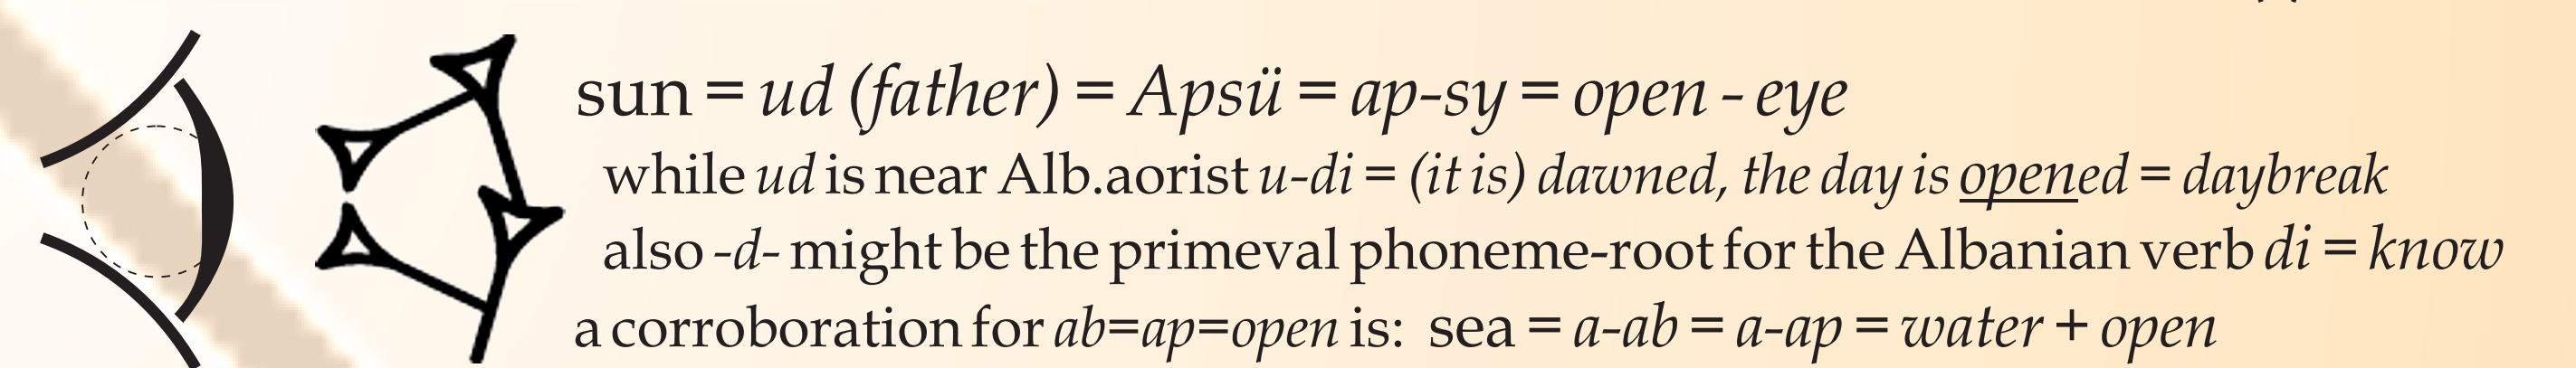 sun = ud (father) = Apsü = ap-sy = open - eye
while ud is near Alb.aorist u-di = (it is) dawned, the day is opened = daybreak
also -d- might be the primeval phoneme-root for the Albanian verb di = know
a corroboration for ab=ap=open is: sea = a-ab = a-ap = water + open